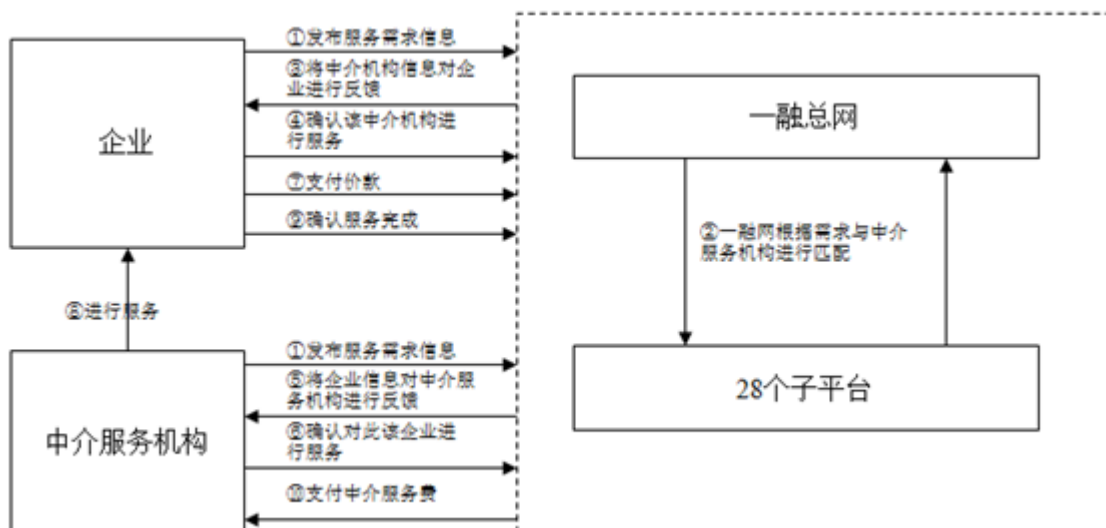 ①发布服务需求信息
③将中介机构信息对企
业进行反馈
④确认该中介机构进
行服务
⑦支付价款
⑨确认服务完成
企业
一融总网
②一融网根据需求与中介
服务机构进行匹配
⑧进行服务
①发布服务需求信息
⑤将企业信息对中介服
务机构进行反馈
⑥确认对此该企业进
行服务
⑩支付中介服务费
中介服务机构
28个子平台